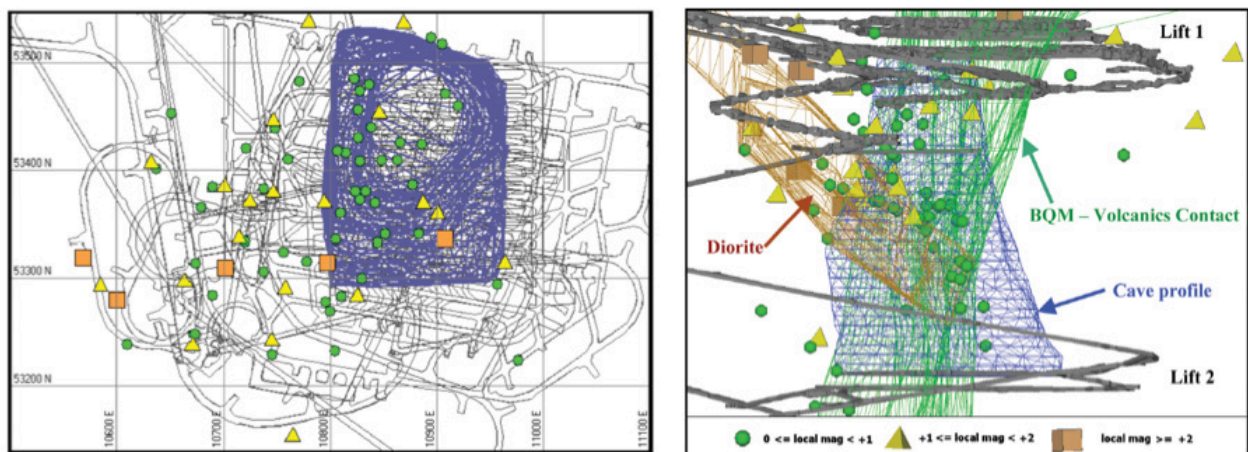 53500 N
53400 N
53300 N
53200 N
10600 E
10700 E
10800 E
10900 E
11000 E
11100 E
Lift 1
BQM – Volcanics Contact
Diorite
Cave profile
Lift 2
0 <= local mag < +1
+1 <= local mag < +2
local mag >= +2